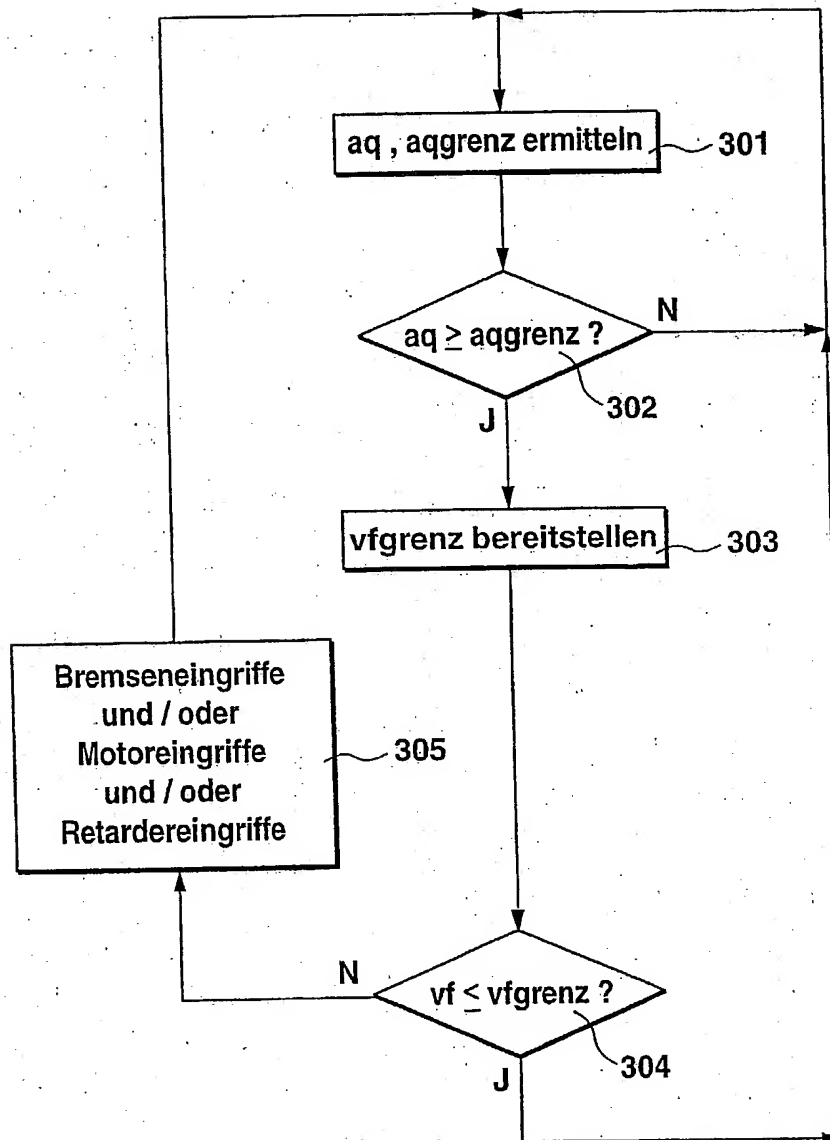 aq , aqgrenz ermitteln
301
N
aq ≥ aqgrenz ?
302
J
vfgrenz bereitstellen
303
Bremseneingriffe
und / oder
Motoreingriffe
und / oder
Retardereingriffe
305
N
vf ≤ vfgrenz ?
304
J